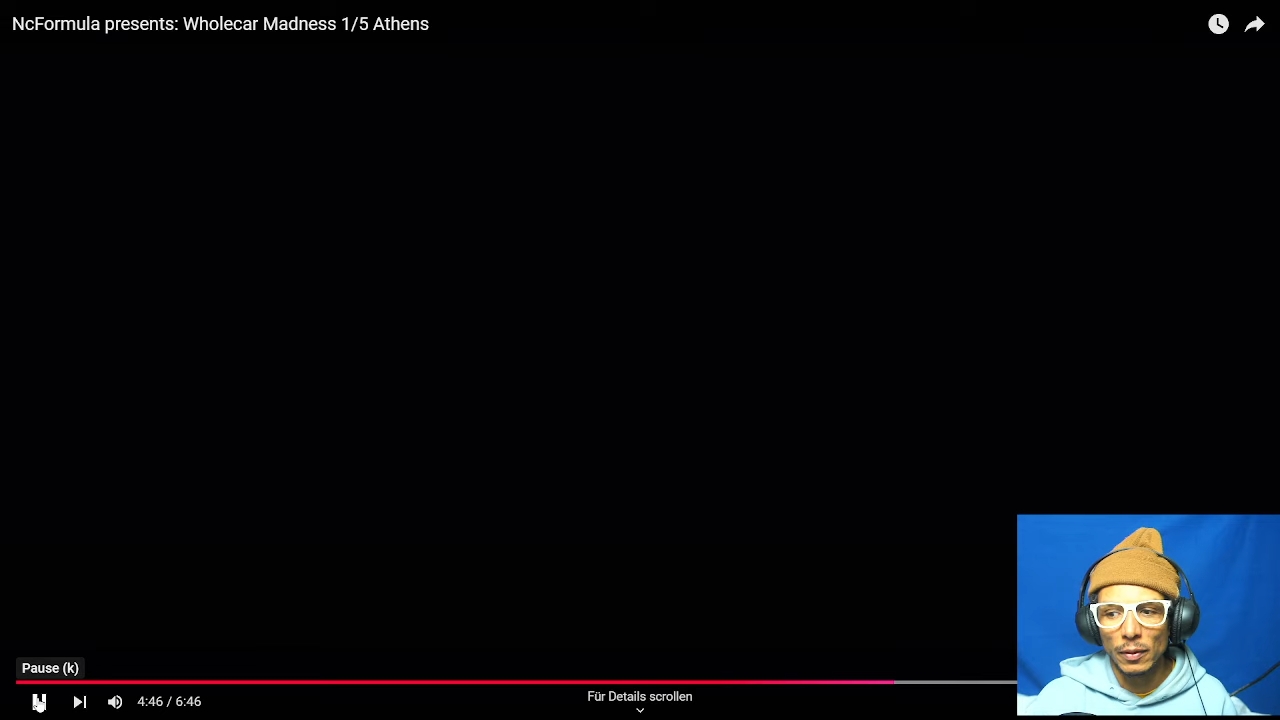 NcFormula presents: Wholecar Madness 1/5 Athens
Pause (k)
4:46 / 6:46
Für Details scrollen